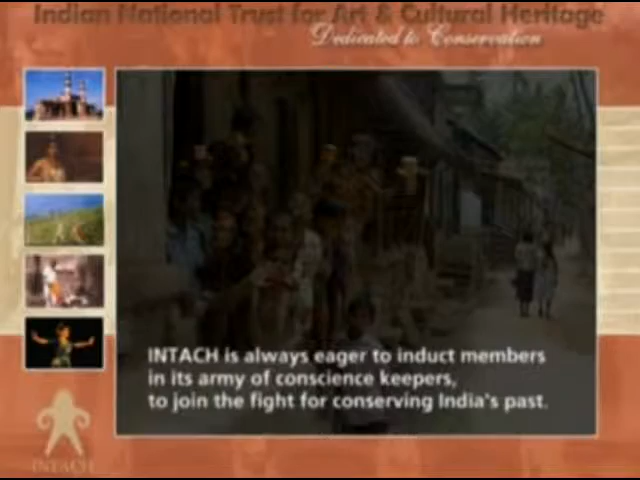 Indian National Trust for Art & Cultural Heritage
Dedicated to Conservation
INTACH is always eager to induct members
in its army of conscience keepers,
to join the fight for conserving India's past.
INTACH